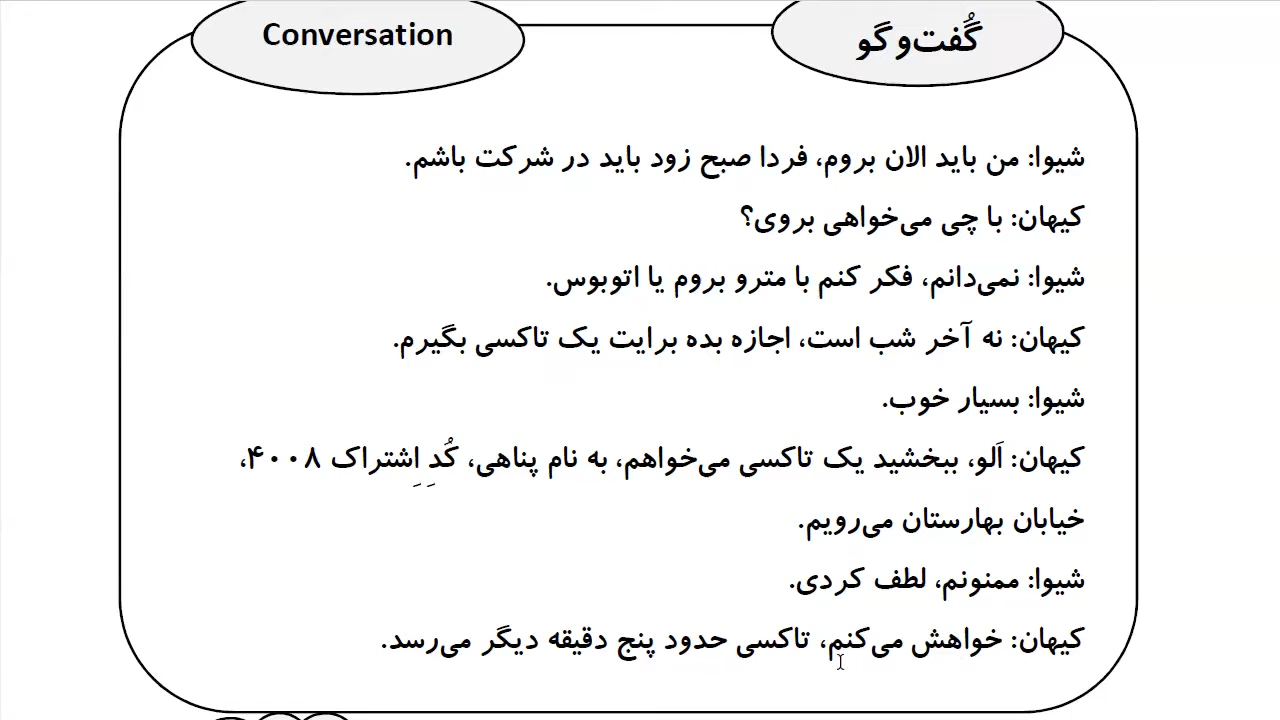 Conversation
گُفت‌و‌گو
شیوا: من باید الان بروم، فردا صبح زود باید در شرکت باشم.
کیهان: با چی می‌خواهی بروی؟
شیوا: نمی‌دانم، فکر کنم با مترو بروم یا اتوبوس.
کیهان: نه آخر شب است، اجازه بده برایت یک تاکسی بگیرم.
شیوا: بسیار خوب.
کیهان: اَلو، ببخشید یک تاکسی می‌خواهم، به نام پناهی، کُدِ اِشتراک ۴۰۰۸،
خیابان بهارستان می‌رویم.
شیوا: ممنونم، لطف کردی.
کیهان: خواهش می‌کنم، تاکسی حدود پنج دقیقه دیگر می‌رسد.